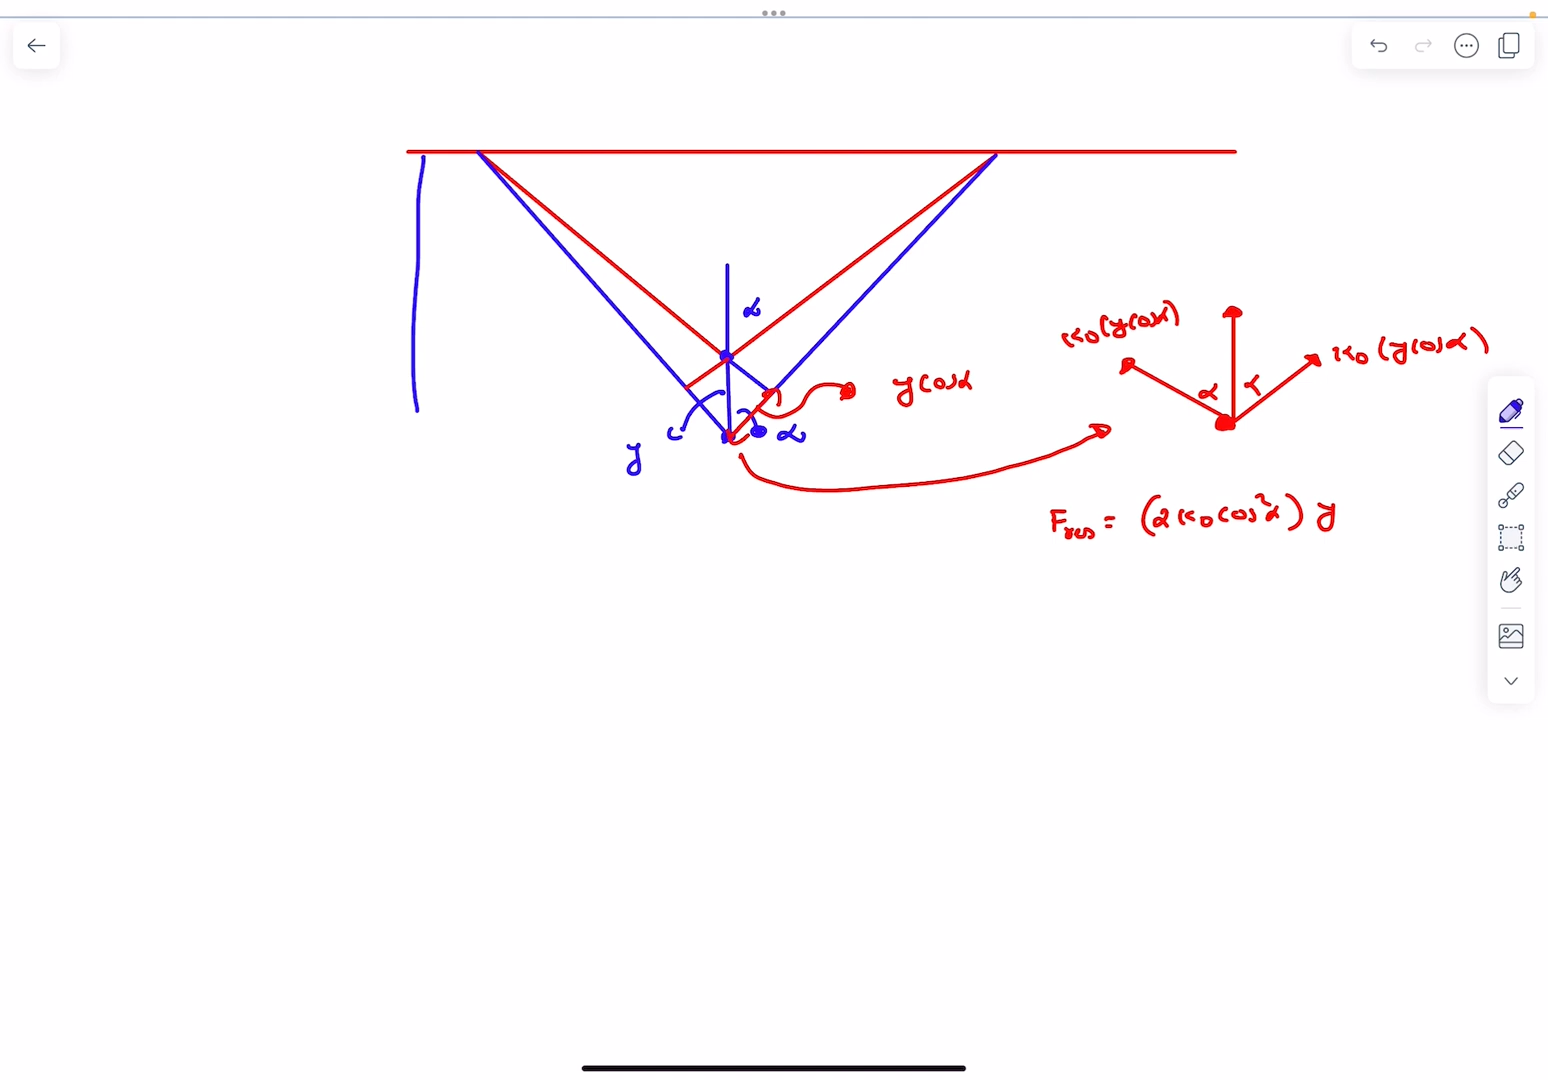 α
k₀(y cos α)
α α
k₀(y cos α)
y cos α
y
α
F_res = (2k₀cos²α) y